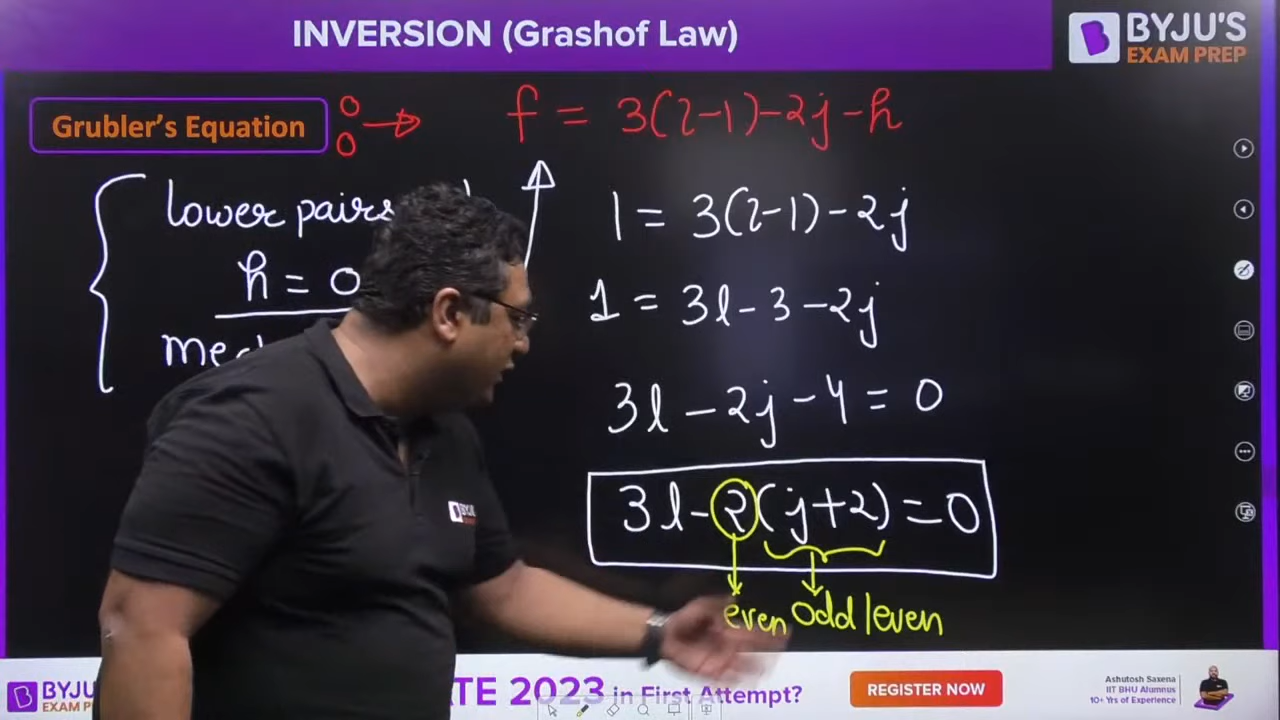 INVERSION (Grashof Law)
BYJU'S
EXAM PREP
Grubler's Equation
f = 3(l-1)-2j-h
lower pairs
h = 0
1 = 3(l-1)-2j
1 = 3l-3-2j
3l-2j-4=0
3l-2(j+2)=0
even odd/even
BYJU
BYJU
EXAM P
2023 in First Attempt?
REGISTER NOW
Ashutosh Saxena
IIT BHU Alumnus
10+ Yrs of Experience